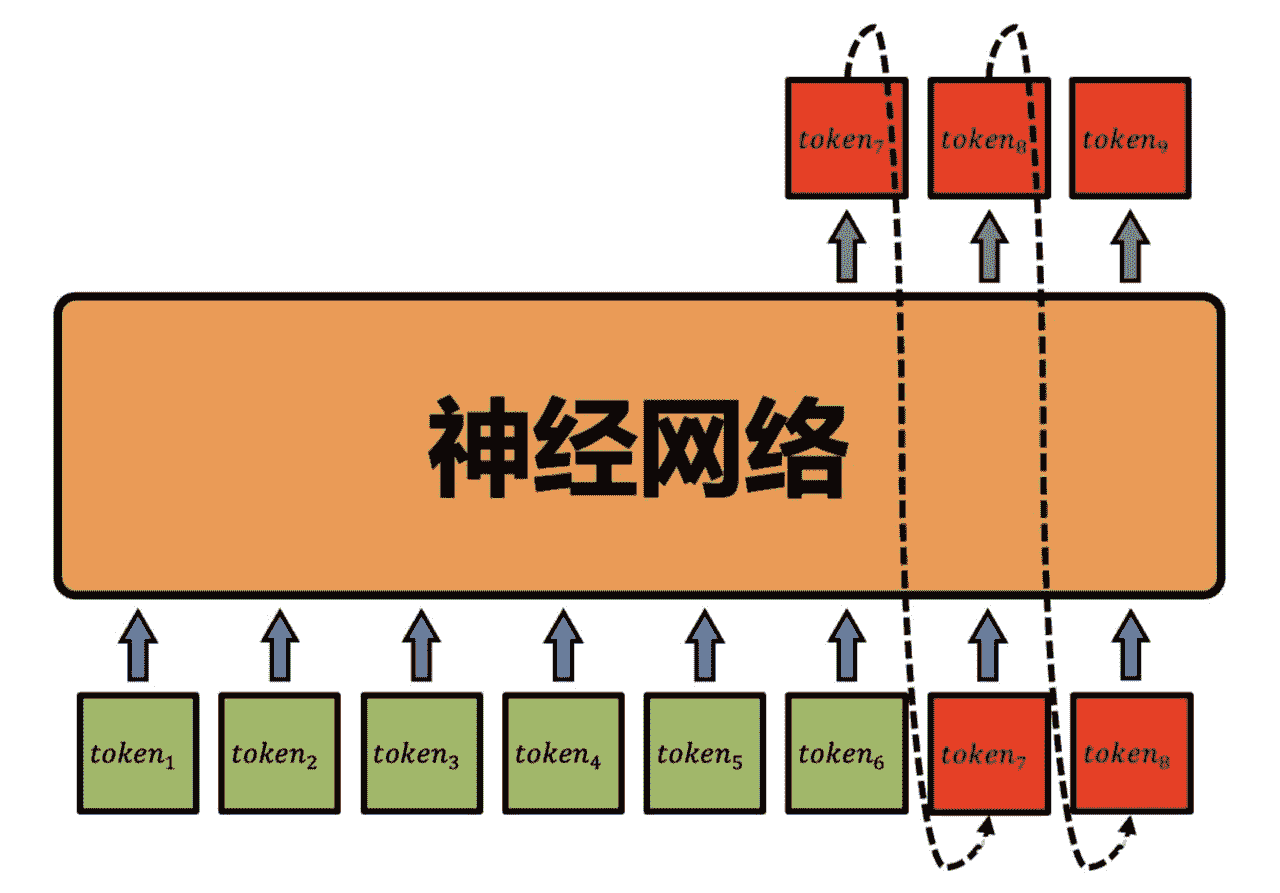 token₇ token₈ token₉
神经网络
token₁ token₂ token₃ token₄ token₅ token₆ token₇ token₈